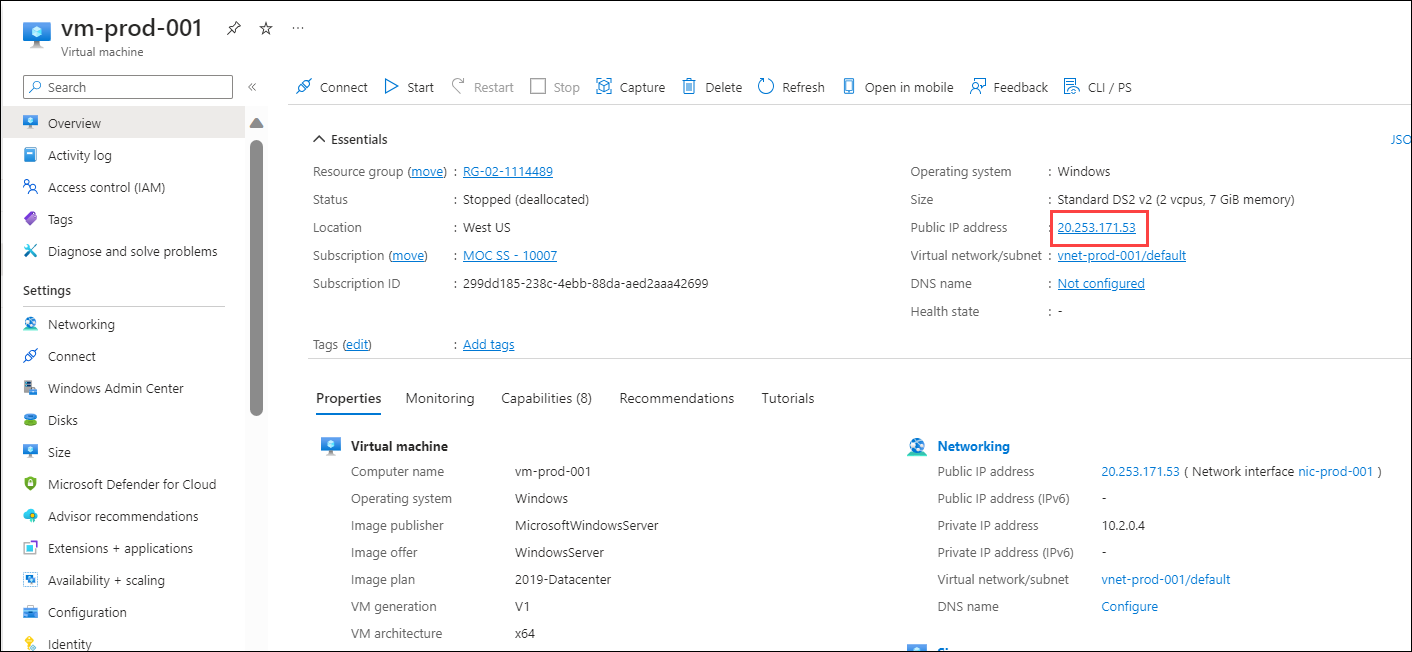 vm-prod-001
Virtual machine
Search
«
Overview
Activity log
Access control (IAM)
Tags
Diagnose and solve problems
Settings
Networking
Connect
Windows Admin Center
Disks
Size
Microsoft Defender for Cloud
Advisor recommendations
Extensions + applications
Availability + scaling
Configuration
Identity
Connect Start Restart Stop Capture Delete Refresh Open in mobile Feedback CLI / PS
Essentials
JSO
Resource group (move) : RG-02-1114489
Status : Stopped (deallocated)
Location : West US
Subscription (move) : MOC SS - 10007
Subscription ID : 299dd185-238c-4ebb-88da-aed2aaa42699
Operating system : Windows
Size : Standard DS2 v2 (2 vcpus, 7 GiB memory)
Public IP address : 20.253.171.53
Virtual network/subnet : vnet-prod-001/default
DNS name : Not configured
Health state : -
Tags (edit) : Add tags
Properties Monitoring Capabilities (8) Recommendations Tutorials
Virtual machine
Computer name vm-prod-001
Operating system Windows
Image publisher MicrosoftWindowsServer
Image offer WindowsServer
Image plan 2019-Datacenter
VM generation V1
VM architecture x64
Networking
Public IP address 20.253.171.53 ( Network interface nic-prod-001 )
Public IP address (IPv6) -
Private IP address 10.2.0.4
Private IP address (IPv6) -
Virtual network/subnet vnet-prod-001/default
DNS name Configure